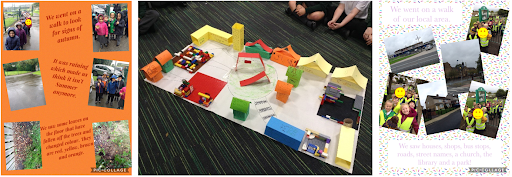 We went on a
walk to look
for signs of
autumn.
It was raining
which made us
think it isn't
Summer
anymore.
We saw some leaves on
the floor that have
fallen off the trees and
changed colour. They
are red, yellow, brown
and orange.
PIC•COLLAGE
We went on a walk
of our local area.
We saw houses, shops, bus stops,
roads, street names, a church, the
library and a park!
PIC•COLLAGE